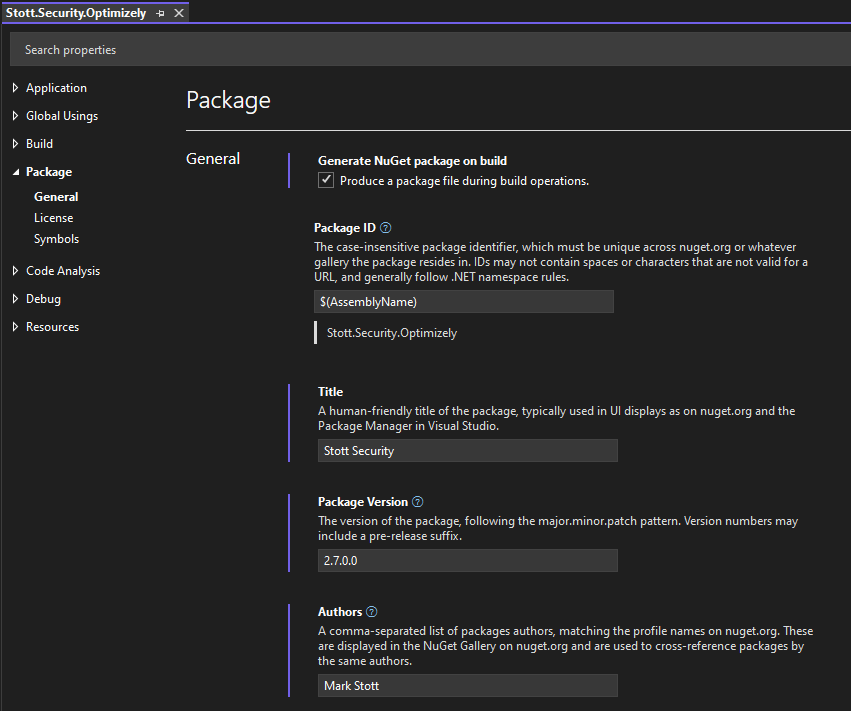 Stott.Security.Optimizely
Search properties
Application
Global Usings
Build
Package
General
License
Symbols
Code Analysis
Debug
Resources
Package
General
Generate NuGet package on build
Produce a package file during build operations.
Package ID
The case-insensitive package identifier, which must be unique across nuget.org or whatever
gallery the package resides in. IDs may not contain spaces or characters that are not valid for a
URL, and generally follow .NET namespace rules.
$(AssemblyName)
Stott.Security.Optimizely
Title
A human-friendly title of the package, typically used in UI displays as on nuget.org and the
Package Manager in Visual Studio.
Stott Security
Package Version
The version of the package, following the major.minor.patch pattern. Version numbers may
include a pre-release suffix.
2.7.0.0
Authors
A comma-separated list of packages authors, matching the profile names on nuget.org. These
are displayed in the NuGet Gallery on nuget.org and are used to cross-reference packages by
the same authors.
Mark Stott